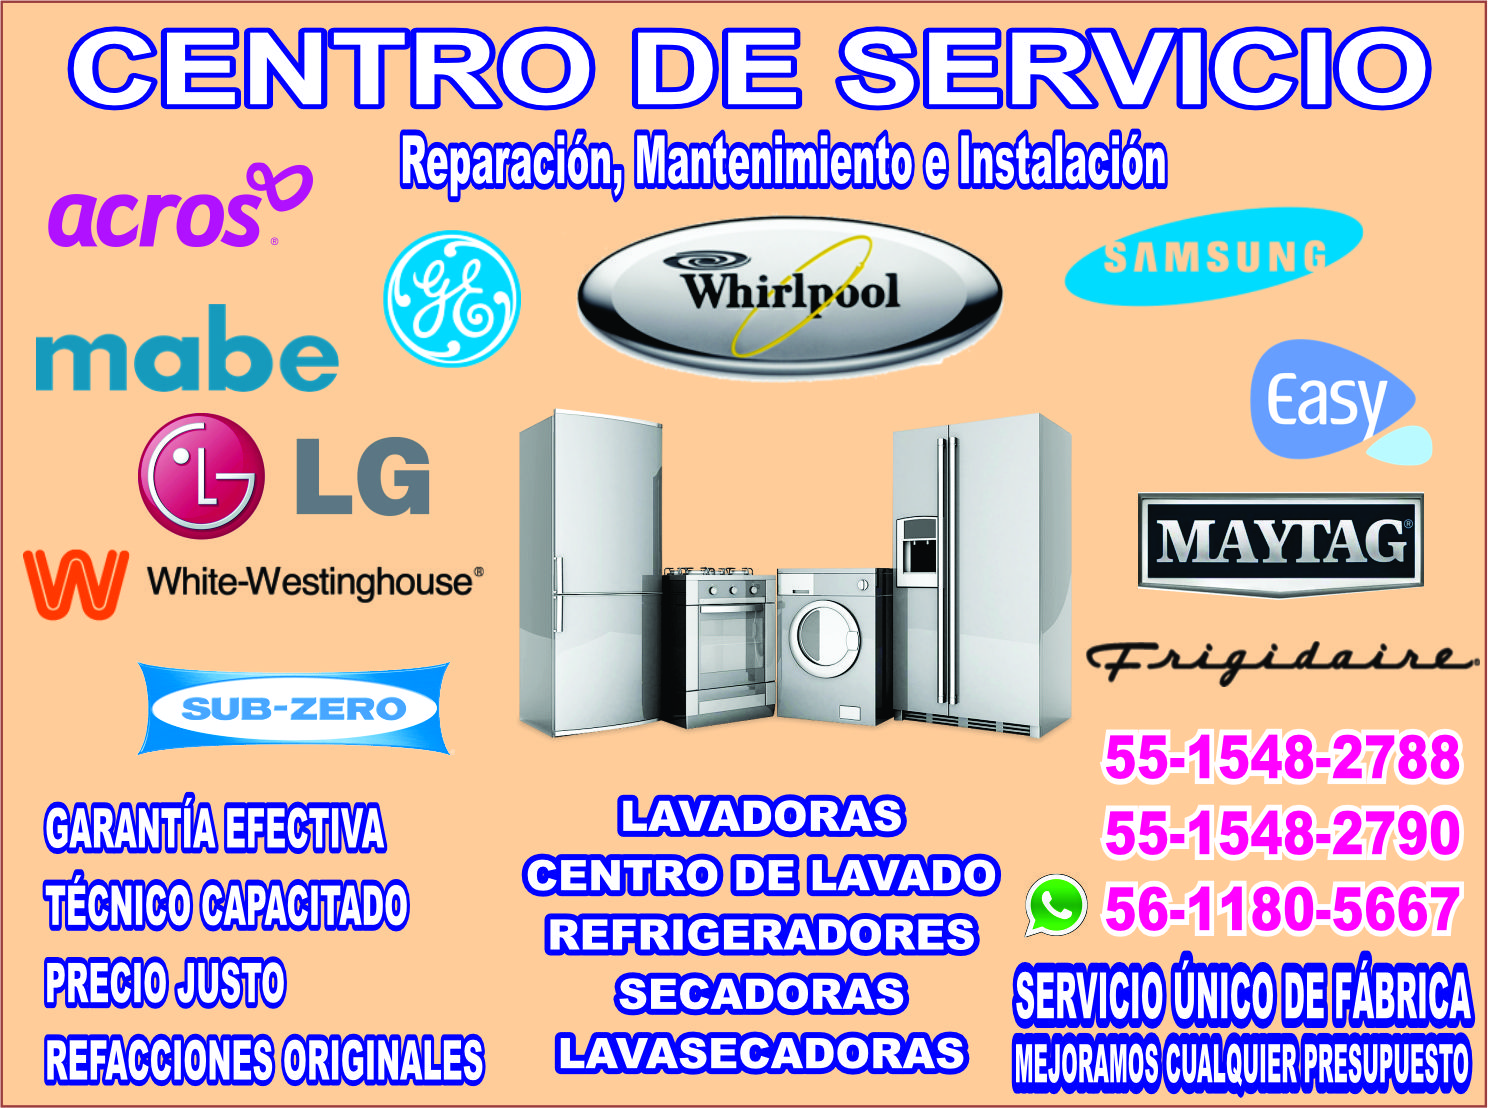 CENTRO DE SERVICIO
Reparación, Mantenimiento e Instalación
acros®
GE
Whirlpool
SAMSUNG
mabe
Easy
LG LG
MAYTAG®
White-Westinghouse®
Frigidaire®
SUB-ZERO
55-1548-2788
55-1548-2790
56-1180-5667
GARANTÍA EFECTIVA
TÉCNICO CAPACITADO
PRECIO JUSTO
REFACCIONES ORIGINALES
LAVADORAS
CENTRO DE LAVADO
REFRIGERADORES
SECADORAS
LAVASECADORAS
SERVICIO ÚNICO DE FÁBRICA
MEJORAMOS CUALQUIER PRESUPUESTO